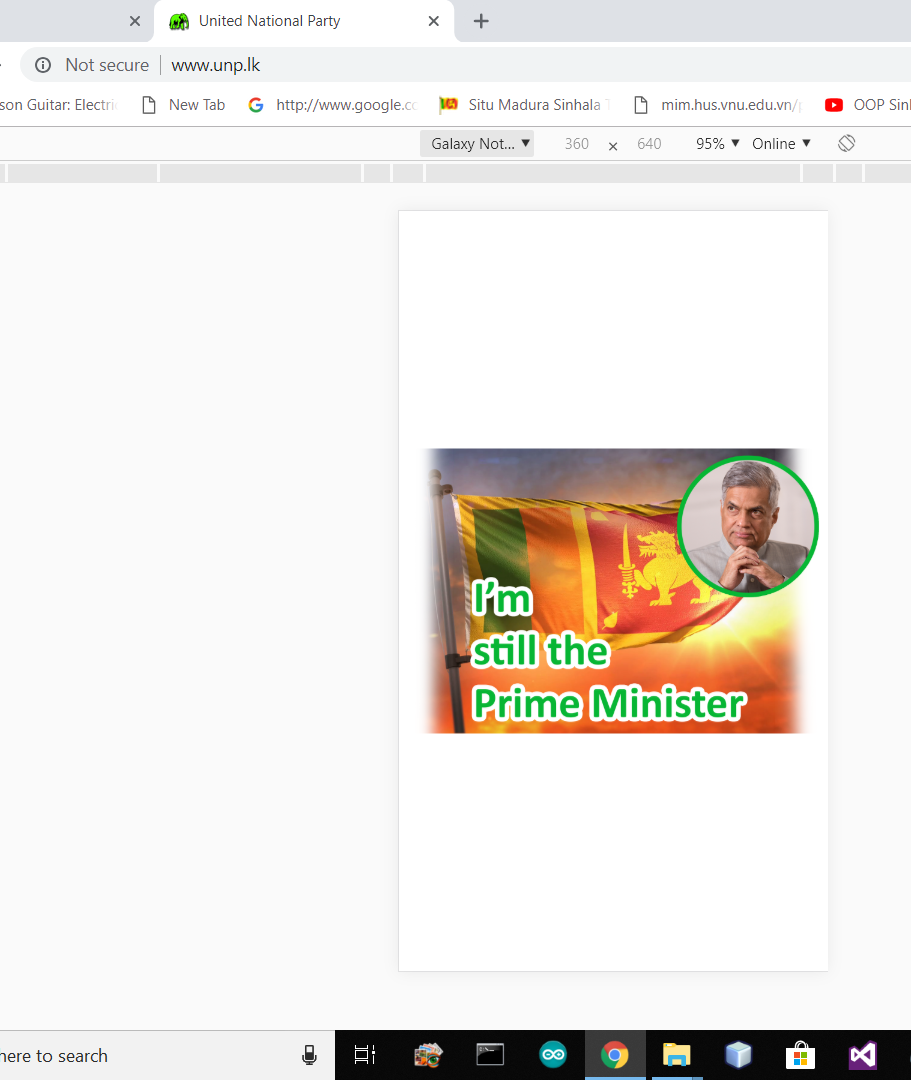 United National Party
Not secure www.unp.lk
son Guitar: Electri
New Tab
http://www.google.co
Situ Madura Sinhala T
mim.hus.vnu.edu.vn/
OOP Sinl
Galaxy Not... 360 × 640 95% Online
I'm
still the
Prime Minister
here to search